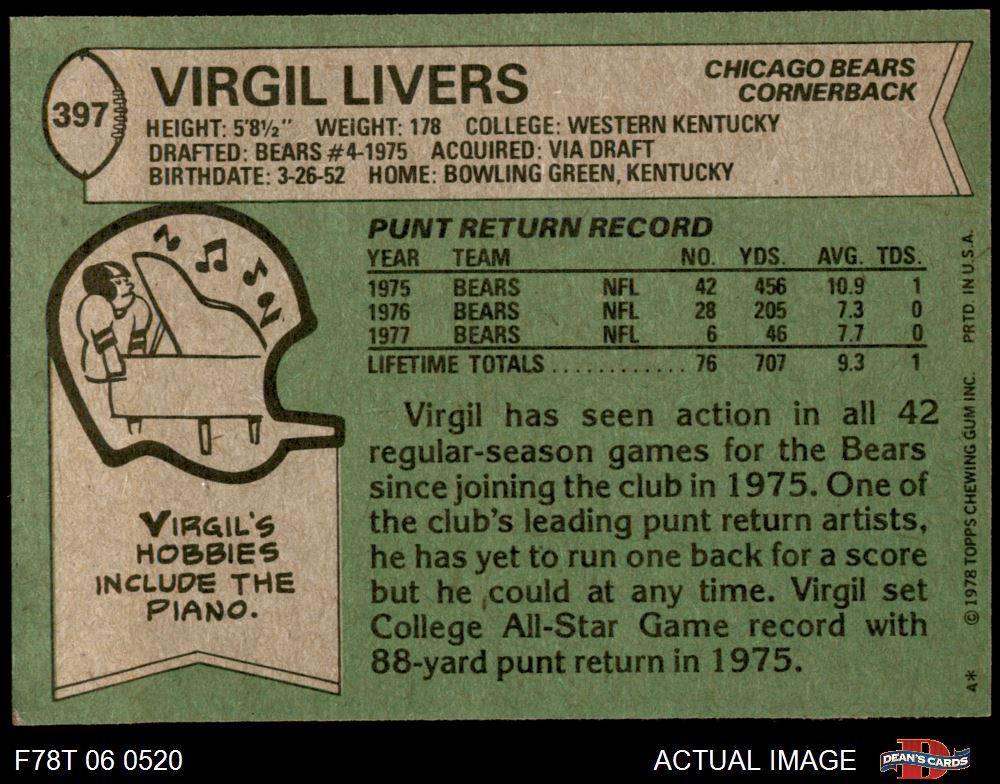 397
VIRGIL LIVERS
CHICAGO BEARS
CORNERBACK
HEIGHT: 5'8½" WEIGHT: 178 COLLEGE: WESTERN KENTUCKY
DRAFTED: BEARS #4-1975 ACQUIRED: VIA DRAFT
BIRTHDATE: 3-26-52 HOME: BOWLING GREEN, KENTUCKY
PUNT RETURN RECORD
YEAR TEAM NO. YDS. AVG. TDS.
1975 BEARS NFL 42 456 10.9 1
1976 BEARS NFL 28 205 7.3 0
1977 BEARS NFL 6 46 7.7 0
LIFETIME TOTALS ............ 76 707 9.3 1
Virgil has seen action in all 42
regular-season games for the Bears
since joining the club in 1975. One of
the club's leading punt return artists,
he has yet to run one back for a score
but he could at any time. Virgil set
College All-Star Game record with
88-yard punt return in 1975.
VIRGIL'S
HOBBIES
INCLUDE THE
PIANO.
A* © 1978 TOPPS CHEWING GUM INC. PRTD. IN U.S.A.
F78T 06 0520
ACTUAL IMAGE
D
DEAN'S CARDS